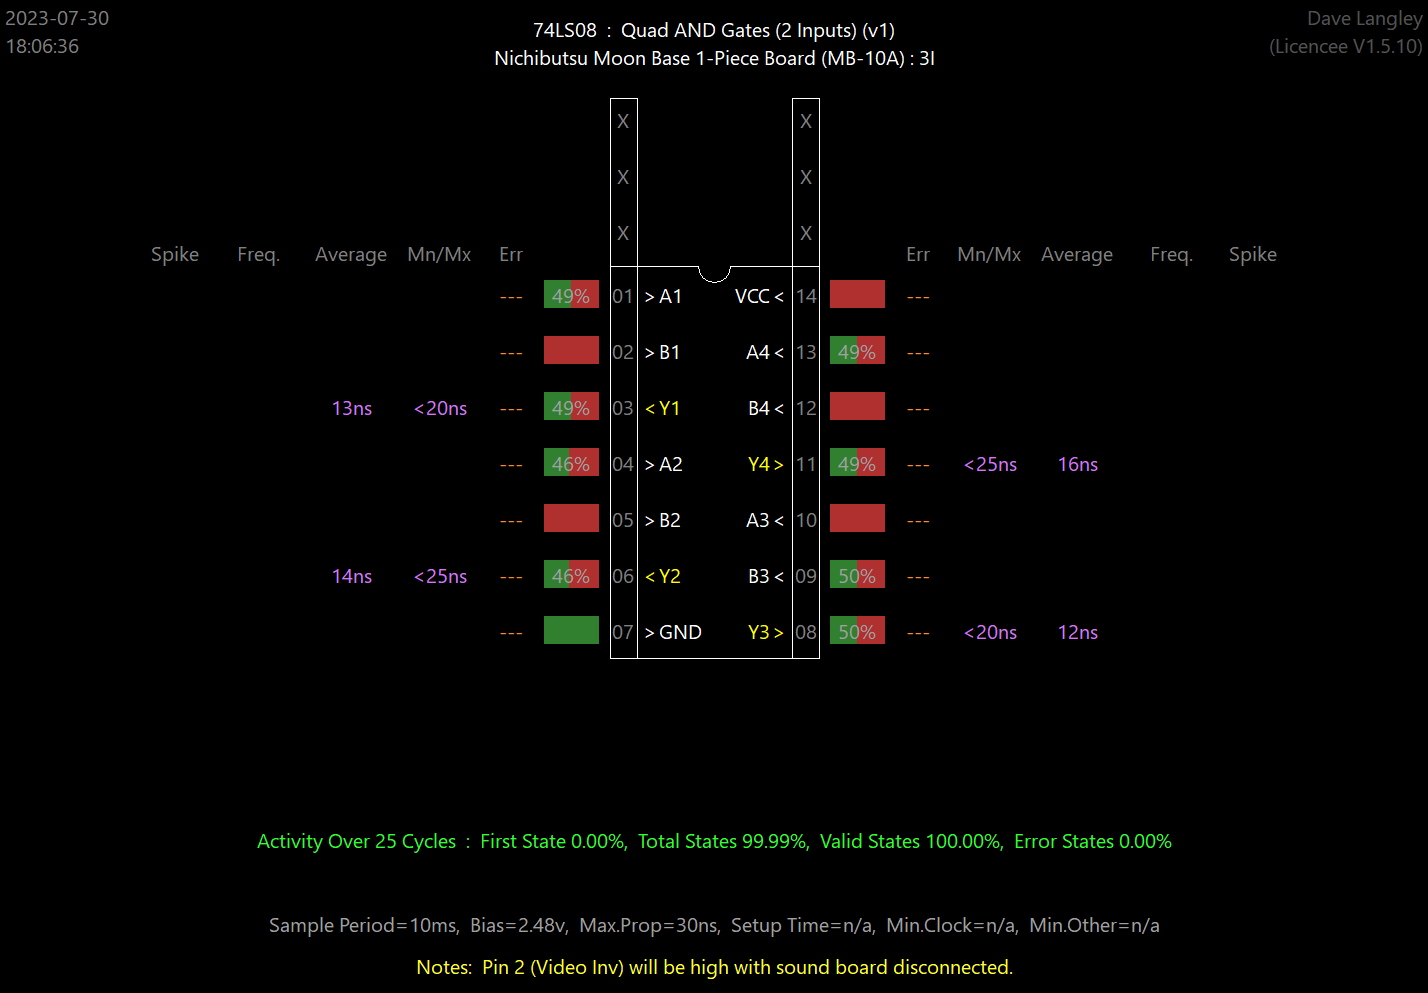 2023-07-30
18:06:36
74LS08 : Quad AND Gates (2 Inputs) (v1)
Nichibutsu Moon Base 1-Piece Board (MB-10A) : 3I
Dave Langley
(Licencee V1.5.10)
X X
X X
X X
Spike Freq. Average Mn/Mx Err Err Mn/Mx Average Freq. Spike
--- 49% 01 > A1 VCC < 14 ---
--- 02 > B1 A4 < 13 49% ---
13ns <20ns --- 49% 03 < Y1 B4 < 12 ---
--- 46% 04 > A2 Y4 > 11 49% --- <25ns 16ns
--- 05 > B2 A3 < 10 ---
14ns <25ns --- 46% 06 < Y2 B3 < 09 50% ---
--- 07 > GND Y3 > 08 50% --- <20ns 12ns
Activity Over 25 Cycles : First State 0.00%, Total States 99.99%, Valid States 100.00%, Error States 0.00%
Sample Period=10ms, Bias=2.48v, Max.Prop=30ns, Setup Time=n/a, Min.Clock=n/a, Min.Other=n/a
Notes: Pin 2 (Video Inv) will be high with sound board disconnected.